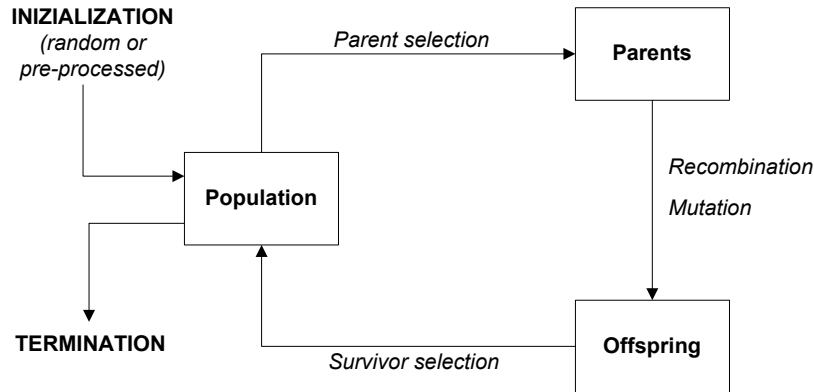 INIZIALIZATION
(random or
pre-processed)
Parent selection
Parents
Recombination
Mutation
Population
TERMINATION
Survivor selection
Offspring